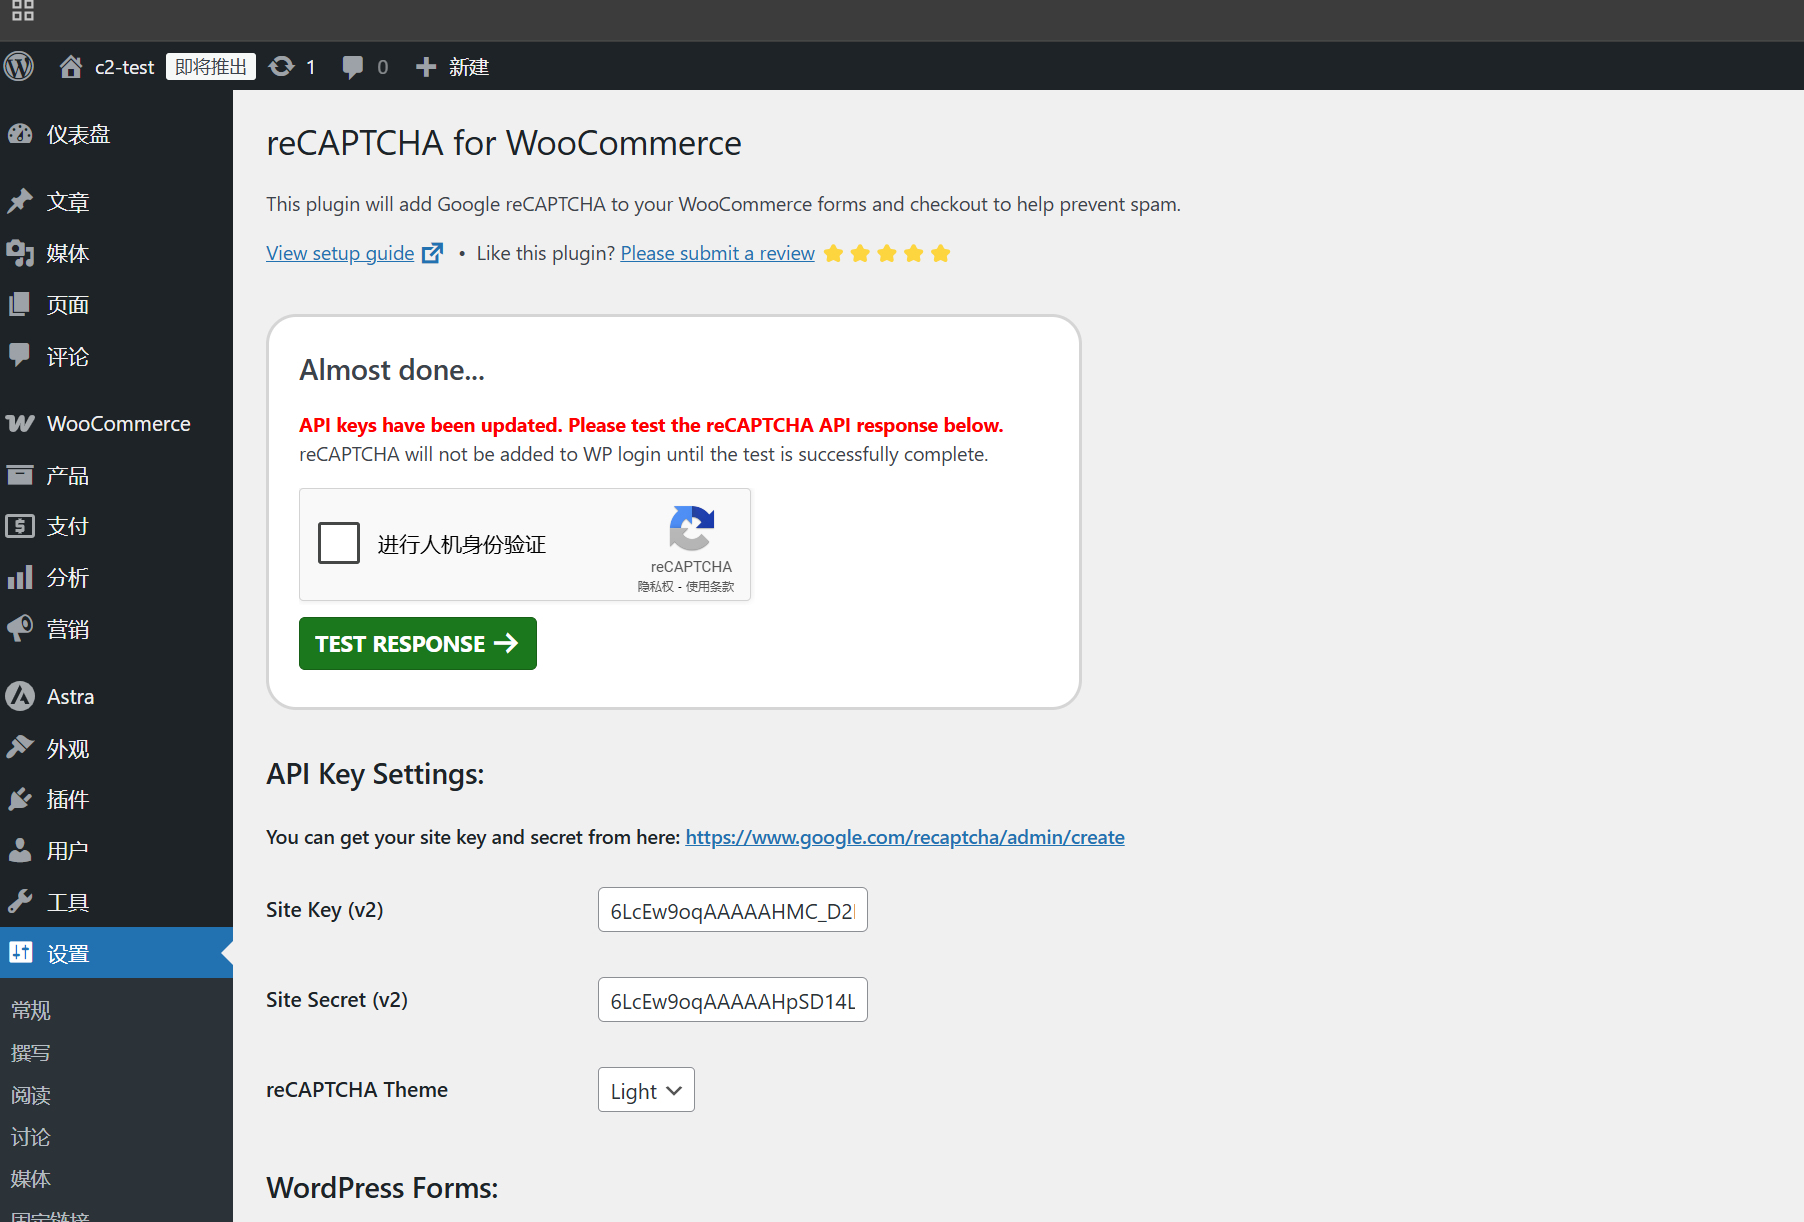 c2-test 即将推出 1 0 新建
仪表盘
文章
媒体
页面
评论
WooCommerce
产品
支付
分析
营销
Astra
外观
插件
用户
工具
设置
常规
撰写
阅读
讨论
媒体
固定链接
reCAPTCHA for WooCommerce
This plugin will add Google reCAPTCHA to your WooCommerce forms and checkout to help prevent spam.
View setup guide • Like this plugin? Please submit a review
Almost done...
API keys have been updated. Please test the reCAPTCHA API response below.
reCAPTCHA will not be added to WP login until the test is successfully complete.
进行人机身份验证
reCAPTCHA
隐私权 - 使用条款
TEST RESPONSE
API Key Settings:
You can get your site key and secret from here: https://www.google.com/recaptcha/admin/create
Site Key (v2) 6LcEw9oqAAAAAHMC_D2
Site Secret (v2) 6LcEw9oqAAAAAHpSD14L
reCAPTCHA Theme Light
WordPress Forms: